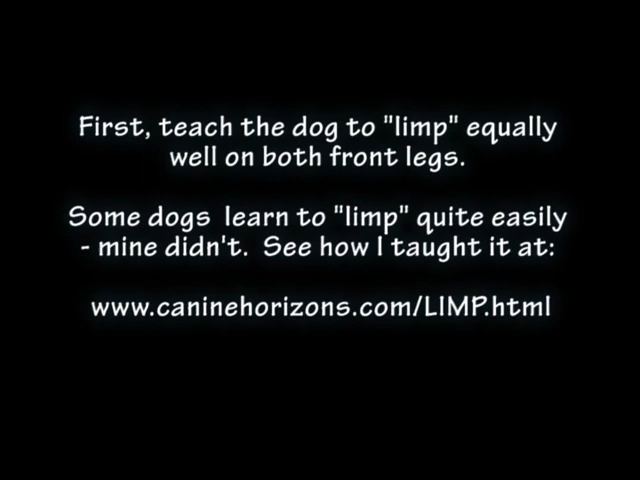 First, teach the dog to "limp" equally
well on both front legs.
Some dogs  learn to "limp" quite easily
- mine didn't.  See how I taught it at:
www.caninehorizons.com/LIMP.html